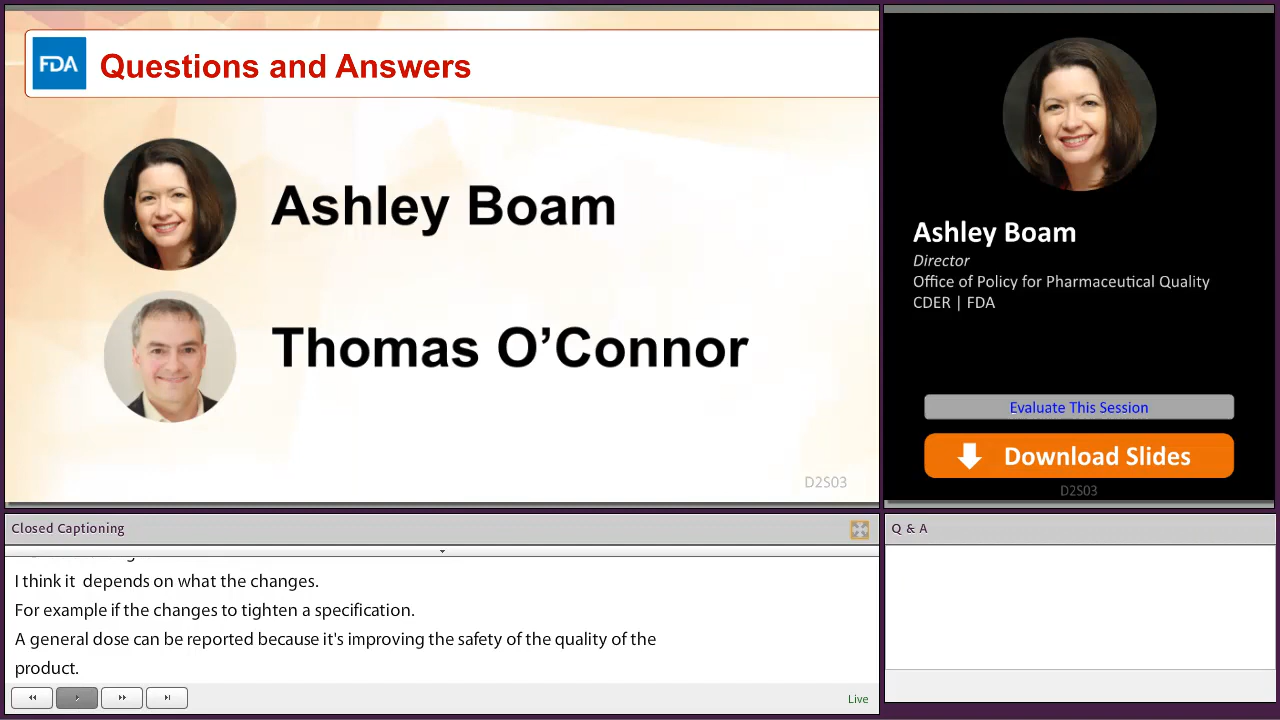 FDA Questions and Answers
Ashley Boam
Thomas O'Connor
D2S03
Ashley Boam
Director
Office of Policy for Pharmaceutical Quality
CDER | FDA
Evaluate This Session
Download Slides
D2S03
Closed Captioning
I think it depends on what the changes.
For example if the changes to tighten a specification.
A general dose can be reported because it's improving the safety of the quality of the
product.
Live
Q & A